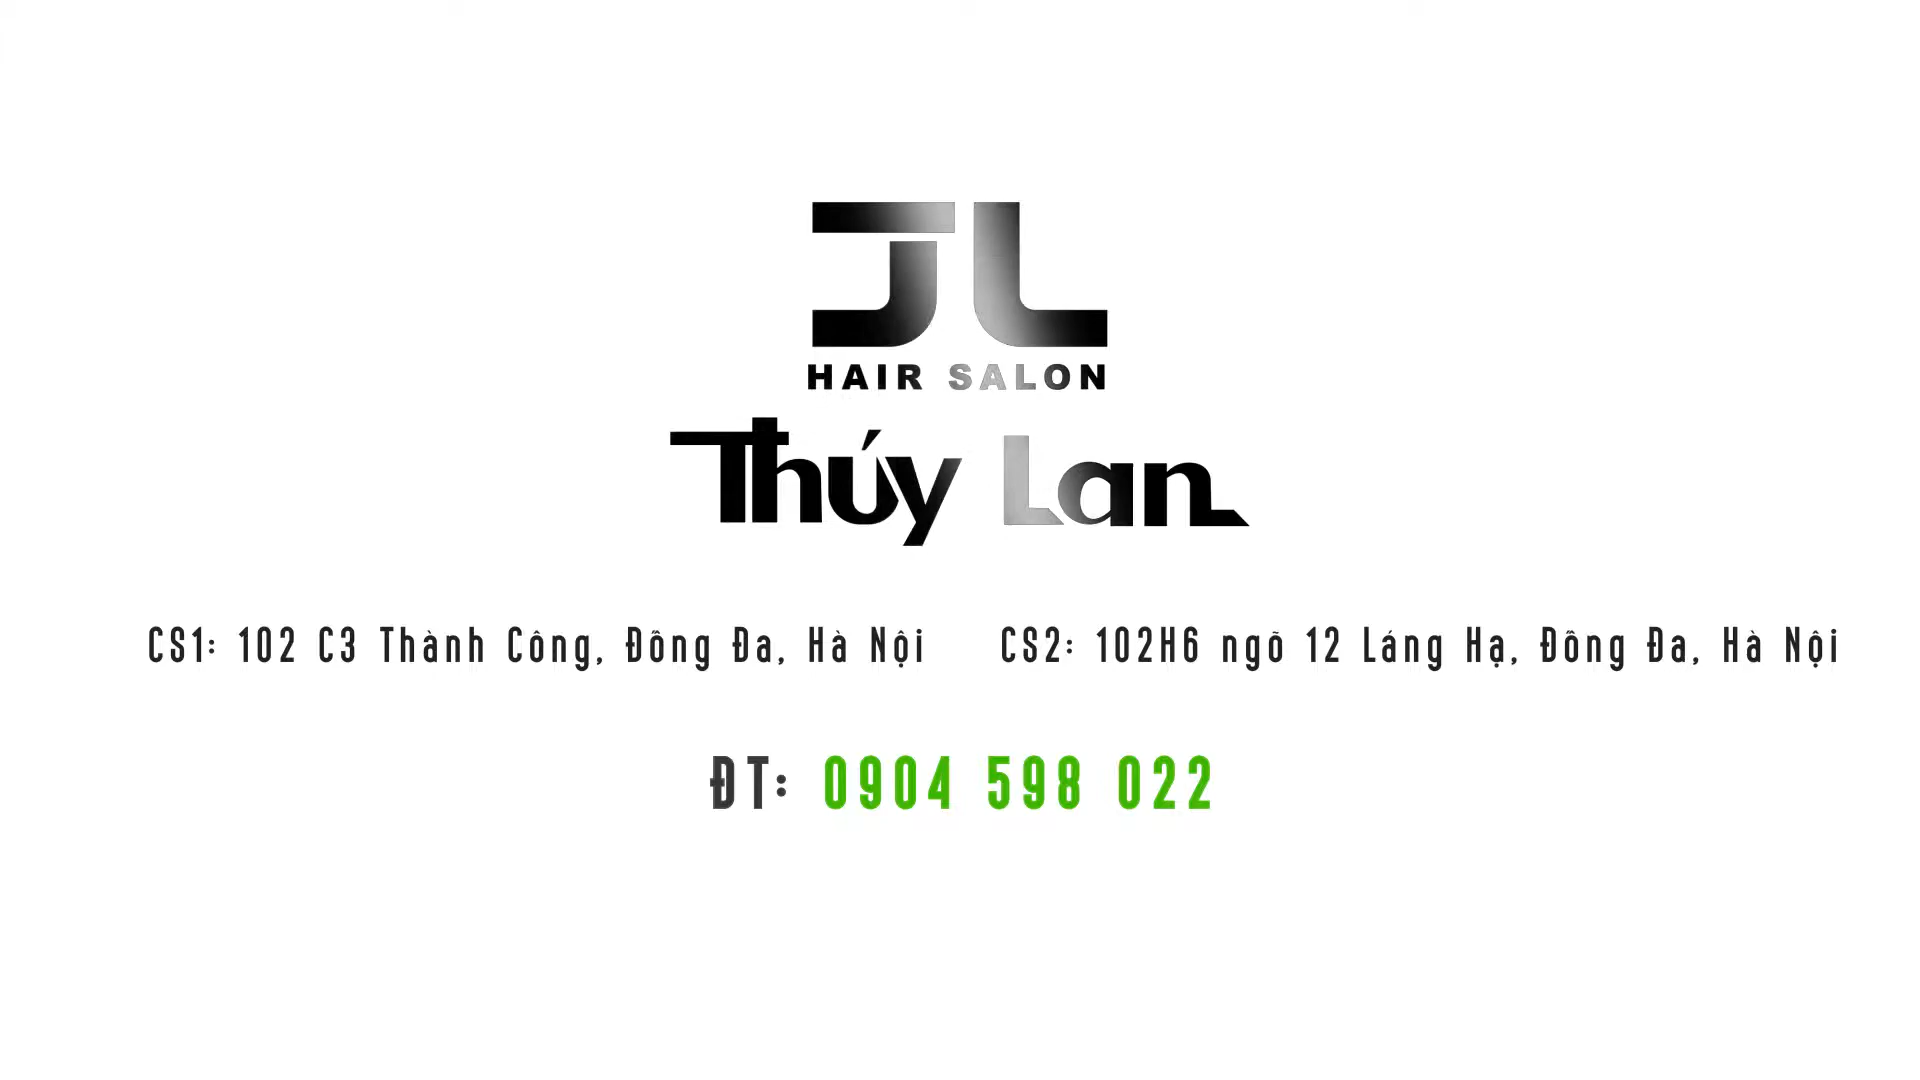 TL
HAIR SALON
Thúy Lan
CS1: 102 C3 Thành Công, Đống Đa, Hà Nội
CS2: 102H6 ngõ 12 Láng Hạ, Đống Đa, Hà Nội
ĐT: 0904 598 022